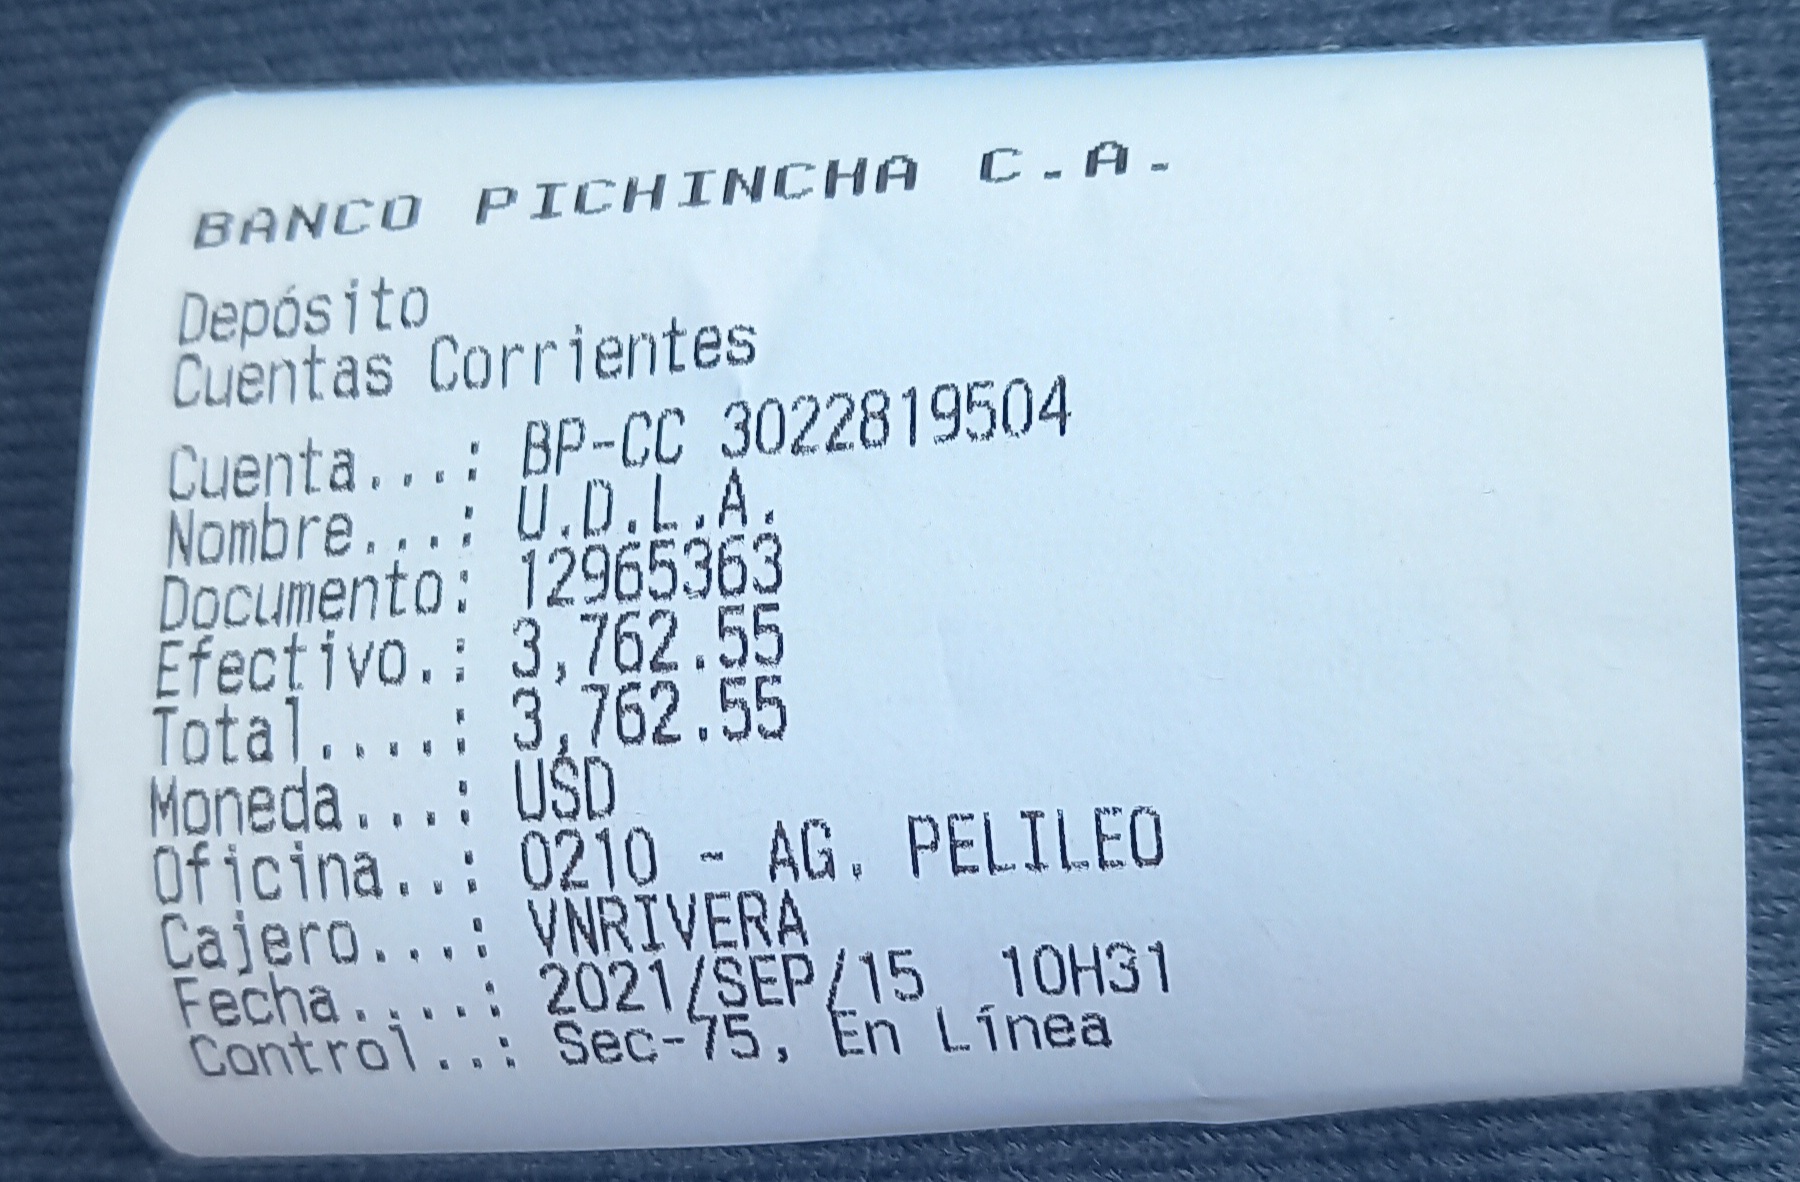 BANCO PICHINCHA C.A.
Depósito
Cuentas Corrientes
Cuenta...: BP-CC 3022819504
Nombre...: U.D.L.A.
Documento: 12965363
Efectivo.: 3,762.55
Total....: 3,762.55
Moneda...: USD
Oficina..: 0210 - AG. PELILEO
Cajero...: VNRIVERA
Fecha....: 2021/SEP/15  10H31
Control..: Sec-75, En Línea